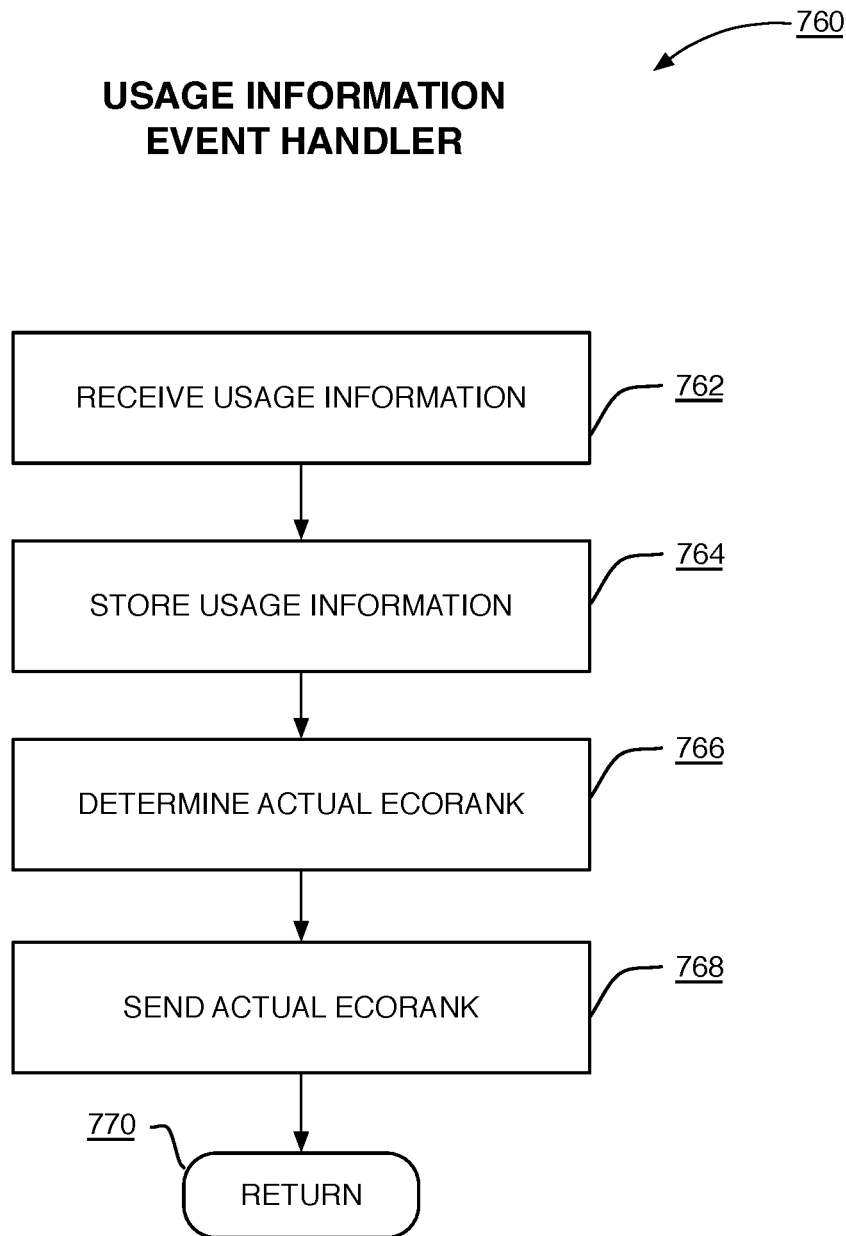 760
USAGE INFORMATION
EVENT HANDLER
RECEIVE USAGE INFORMATION
762
STORE USAGE INFORMATION
764
DETERMINE ACTUAL ECORANK
766
SEND ACTUAL ECORANK
768
770
RETURN